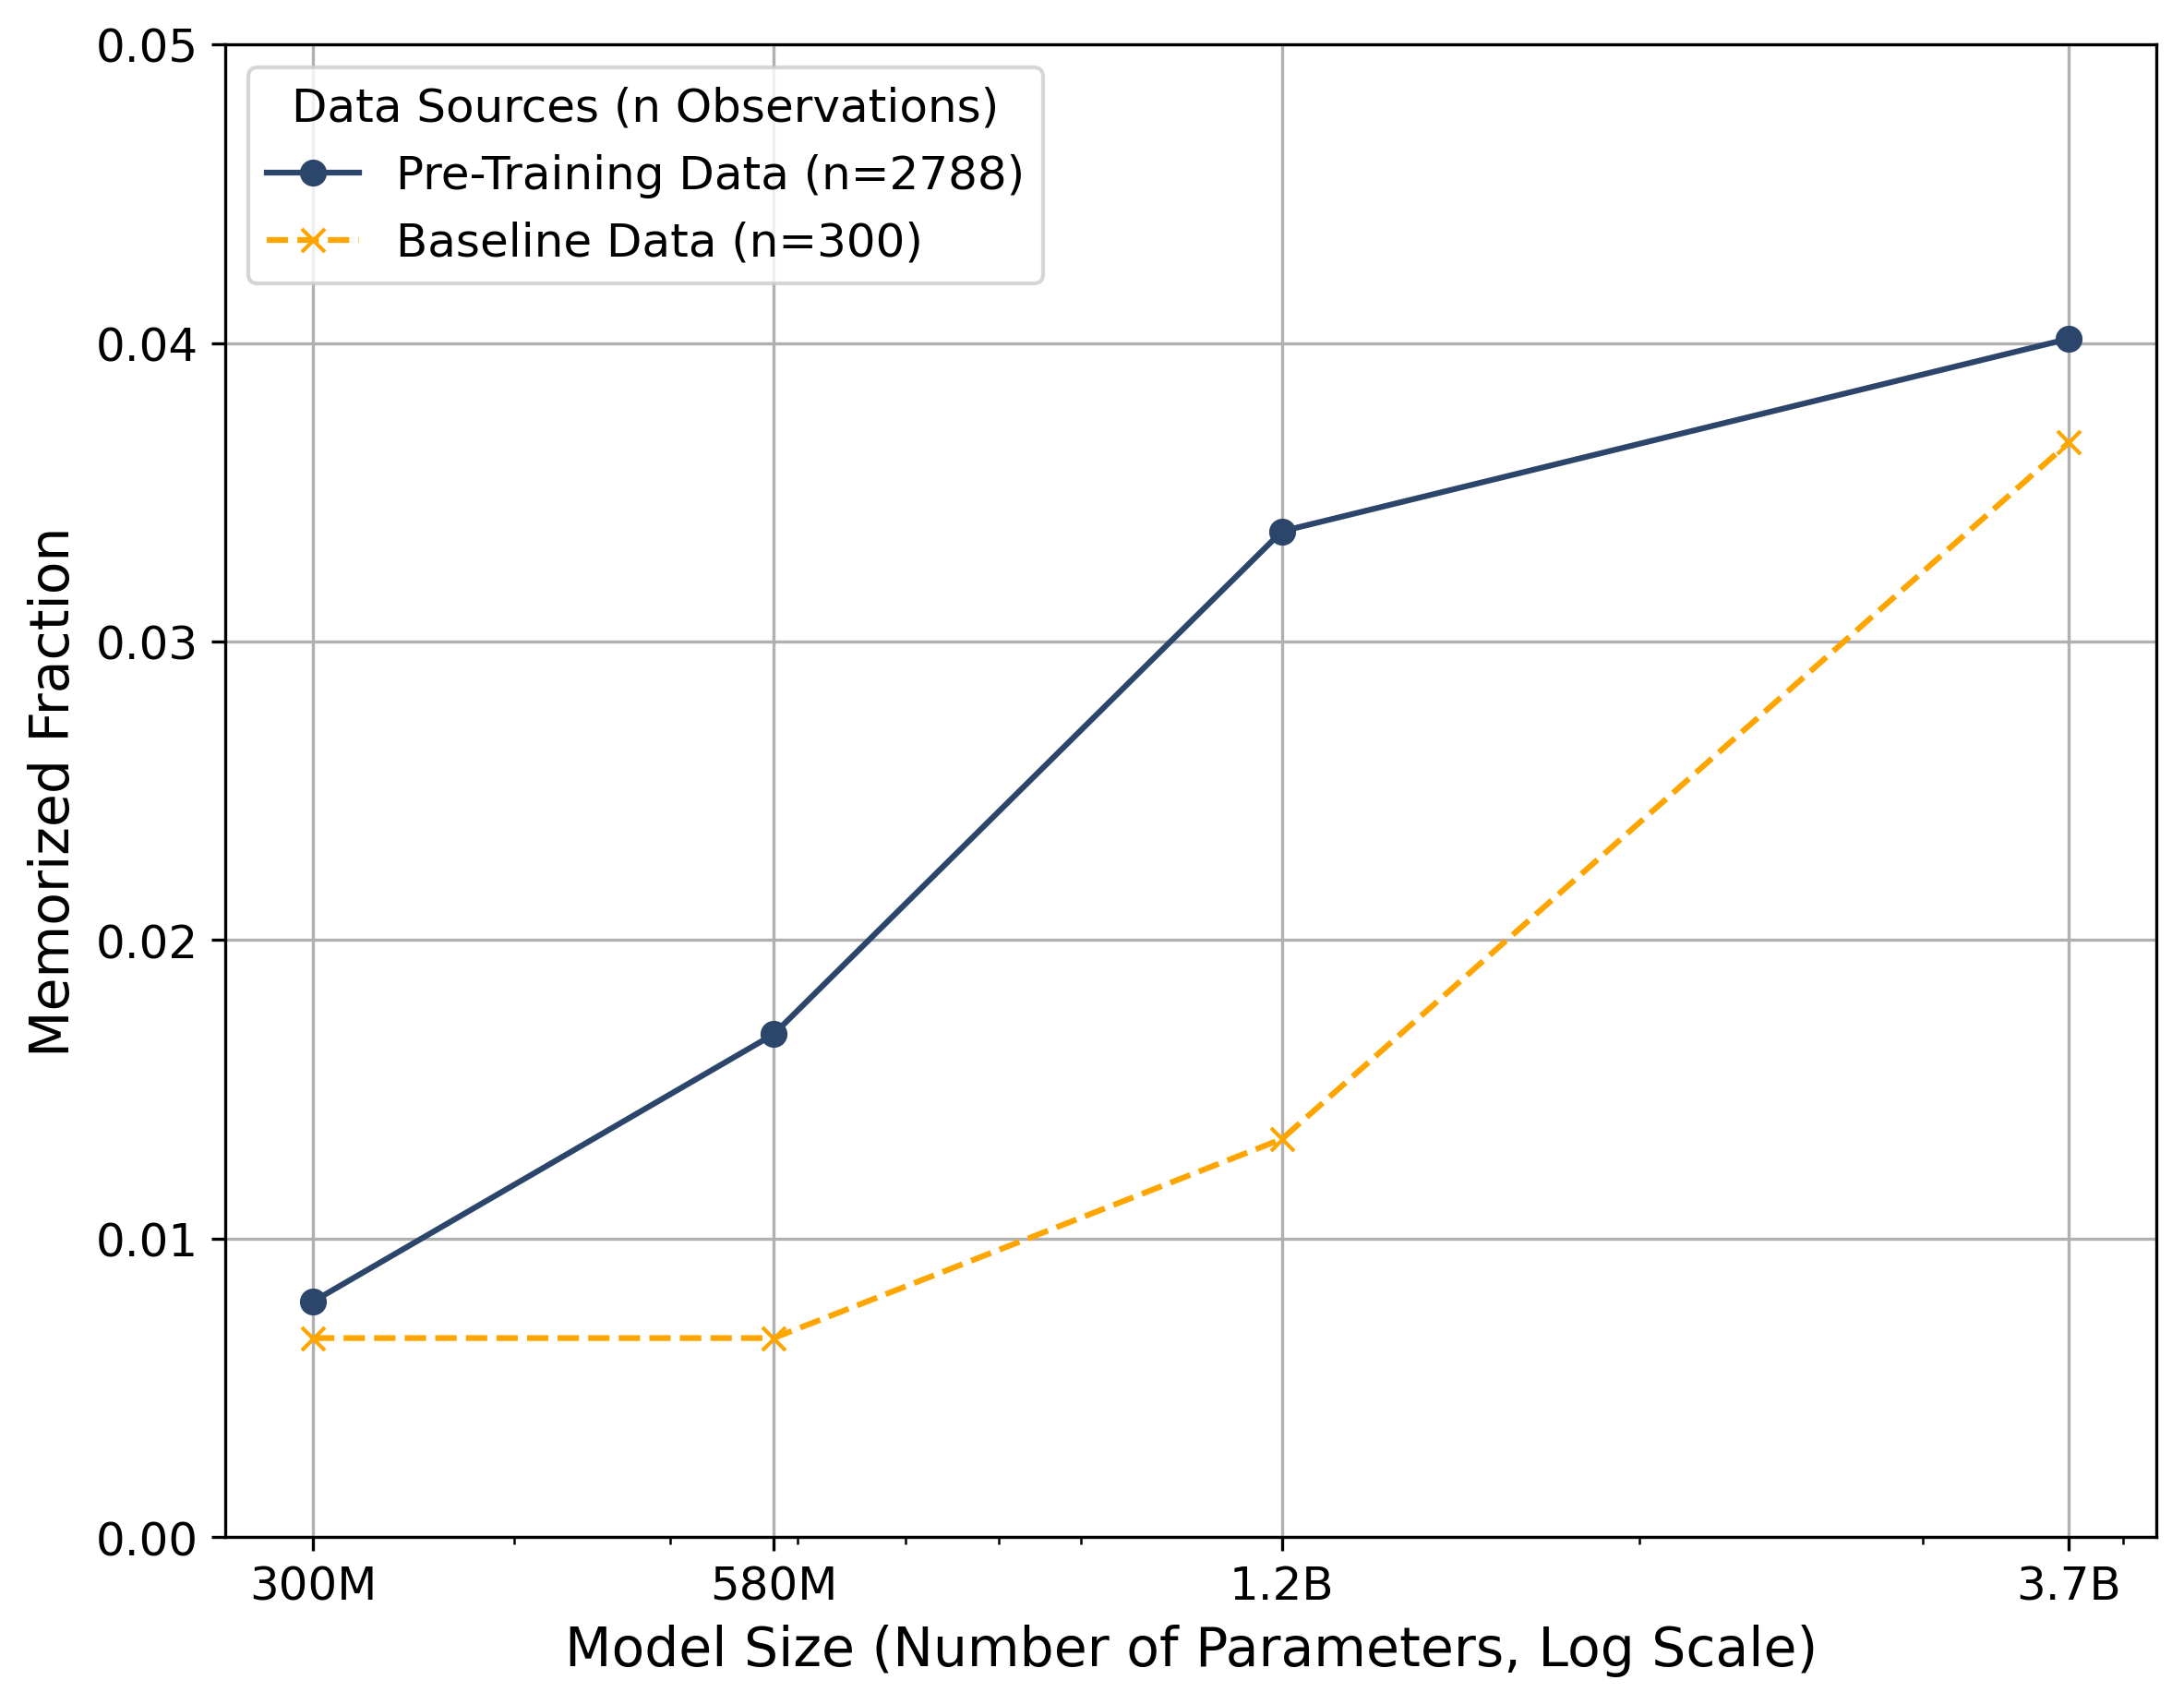 Data Sources (n Observations)
Pre-Training Data (n=2788)
Baseline Data (n=300)
Memorized Fraction
0.05
0.04
0.03
0.02
0.01
0.00
300M 580M 1.2B 3.7B
Model Size (Number of Parameters, Log Scale)